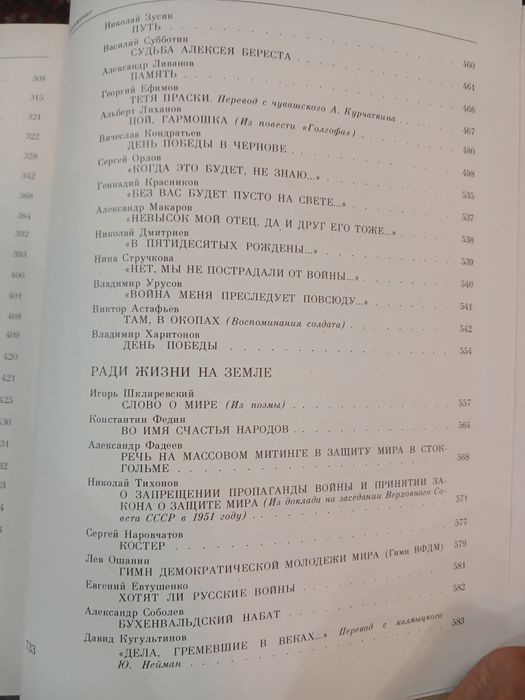 Николай Зусик
ПУТЬ . . . 460
Василий Субботин
СУДЬБА АЛЕКСЕЯ БЕРЕСТА . . . 461
Александр Ливанов
ПАМЯТЬ . . . 466
Георгий Ефимов
ТЕТЯ ПРАСКИ. Перевод с чувашского А. Курчаткина . . . 467
Альберт Лиханов
ПОЙ, ГАРМОШКА (Из повести «Голгофа») . . . 480
Вячеслав Кондратьев
ДЕНЬ ПОБЕДЫ В ЧЕРНОВЕ . . . 498
Сергей Орлов
«КОГДА ЭТО БУДЕТ, НЕ ЗНАЮ...» . . . 535
Геннадий Красников
«БЕЗ ВАС БУДЕТ ПУСТО НА СВЕТЕ...» . . . 537
Александр Макаров
«НЕВЫСОК МОЙ ОТЕЦ, ДА И ДРУГ ЕГО ТОЖЕ...» . . . 538
Николай Дмитриев
«В ПЯТИДЕСЯТЫХ РОЖДЕНЫ...» . . . 539
Нина Стручкова
«НЕТ, МЫ НЕ ПОСТРАДАЛИ ОТ ВОЙНЫ...» . . . 540
Владимир Урусов
«ВОЙНА МЕНЯ ПРЕСЛЕДУЕТ ПОВСЮДУ...» . . . 541
Виктор Астафьев
ТАМ, В ОКОПАХ (Воспоминания солдата) . . . 542
Владимир Харитонов
ДЕНЬ ПОБЕДЫ . . . 554
РАДИ ЖИЗНИ НА ЗЕМЛЕ
Игорь Шкляревский
СЛОВО О МИРЕ (Из поэмы) . . . 557
Константин Федин
ВО ИМЯ СЧАСТЬЯ НАРОДОВ . . . 564
Александр Фадеев
РЕЧЬ НА МАССОВОМ МИТИНГЕ В ЗАЩИТУ МИРА В СТОК-
ГОЛЬМЕ . . . 568
Николай Тихонов
О ЗАПРЕЩЕНИИ ПРОПАГАНДЫ ВОЙНЫ И ПРИНЯТИИ ЗА-
КОНА О ЗАЩИТЕ МИРА (Из доклада на заседании Верховного Со-
вета СССР в 1951 году) . . . 571
Сергей Наровчатов
КОСТЕР . . . 577
Лев Ошанин
ГИМН ДЕМОКРАТИЧЕСКОЙ МОЛОДЕЖИ МИРА (Гимн ВФДМ) 579
Евгений Евтушенко
ХОТЯТ ЛИ РУССКИЕ ВОЙНЫ . . . 581
Александр Соболев
БУХЕНВАЛЬДСКИЙ НАБАТ . . . 582
Давид Кугультинов
«ДЕЛА, ГРЕМЕВШИЕ В ВЕКАХ...» Перевод с калмыцкого
Ю. Нейман . . . 583
308
315
321
322
328
342
368
384
392
393
400
401
408
409
420
421
425
430